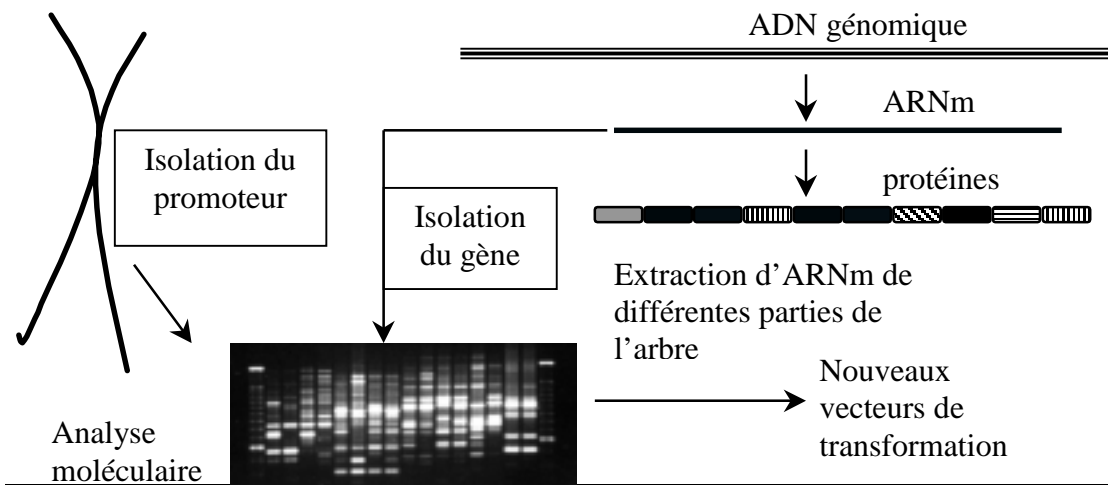 ADN génomique
ARNm
Isolation du
promoteur
protéines
Isolation
du gène
Extraction d’ARNm de
différentes parties de
l’arbre
Nouveaux
vecteurs de
transformation
Analyse
moléculaire